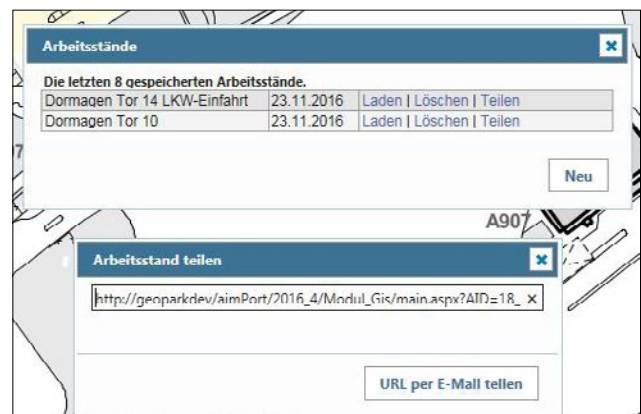 Arbeitsstände
Die letzten 8 gespeicherten Arbeitsstände.
Dormagen Tor 14 LKW-Einfahrt 23.11.2016 Laden | Löschen | Teilen
Dormagen Tor 10 23.11.2016 Laden | Löschen | Teilen
Neu
A907
Arbeitsstand teilen
http://geoparkdev/aimPort/2016_4/Modul_Gis/main.aspx?AID=18_ ×
URL per E-Mail teilen